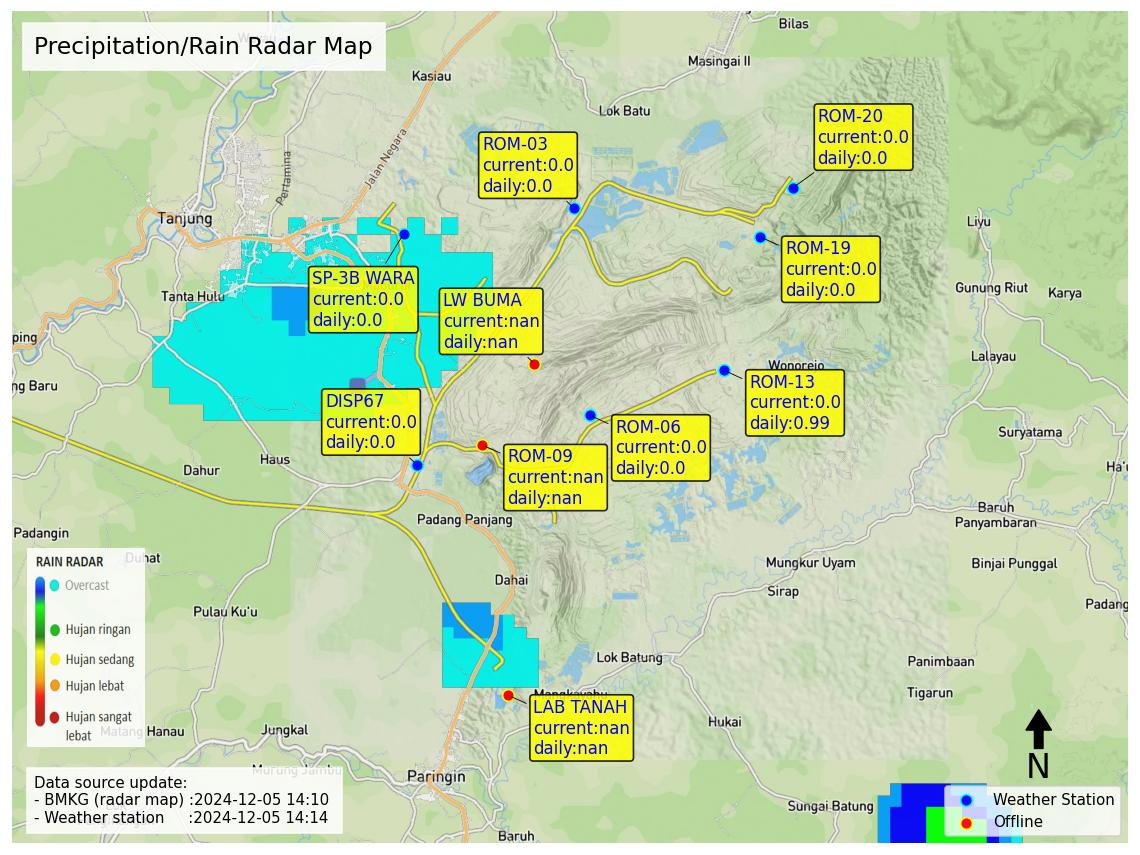 Precipitation/Rain Radar Map
Bilas
Masingai II
Kasiau
Lok Batu
Jalan Negara
Pertamina
Tanjung
ROM-03
current:0.0
daily:0.0
ROM-20
current:0.0
daily:0.0
Liyu
ROM-19
current:0.0
daily:0.0
SP-3B WARA
current:0.0
daily:0.0
Tanta Hulu
LW BUMA
current:nan
daily:nan
Gunung Riut
Karya
ping
Lalayau
Wonorejo
ng Baru
ROM-13
current:0.0
daily:0.99
DISP67
current:0.0
daily:0.0
ROM-06
current:0.0
daily:0.0
Suryatama
ROM-09
current:nan
daily:nan
Haus
Dahur
Ha'u
Baruh
Panyambaran
Padang Panjang
Padangin
Duhat
Mungkur Uyam
Binjai Punggal
Dahai
Sirap
Padang
Pulau Ku'u
RAIN RADAR
Overcast
Hujan ringan
Hujan sedang
Hujan lebat
Hujan sangat
lebat
Lok Batung
Panimbaan
Tigarun
Mangkayahu
LAB TANAH
current:nan
daily:nan
Hukai
Matang Hanau
Jungkal
Murung Jambu
Paringin
N
Data source update:
- BMKG (radar map) :2024-12-05 14:10
- Weather station :2024-12-05 14:14
Sungai Batung
Weather Station
Offline
Baruh